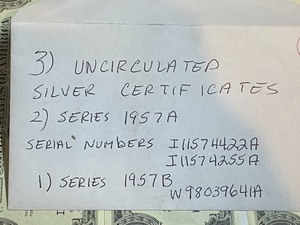 3) UNCIRCULATED
SILVER CERTIFICATES
2) SERIES 1957A
SERIAL NUMBERS I11574422A
I11574255A
1) SERIES 1957B
W98039641A